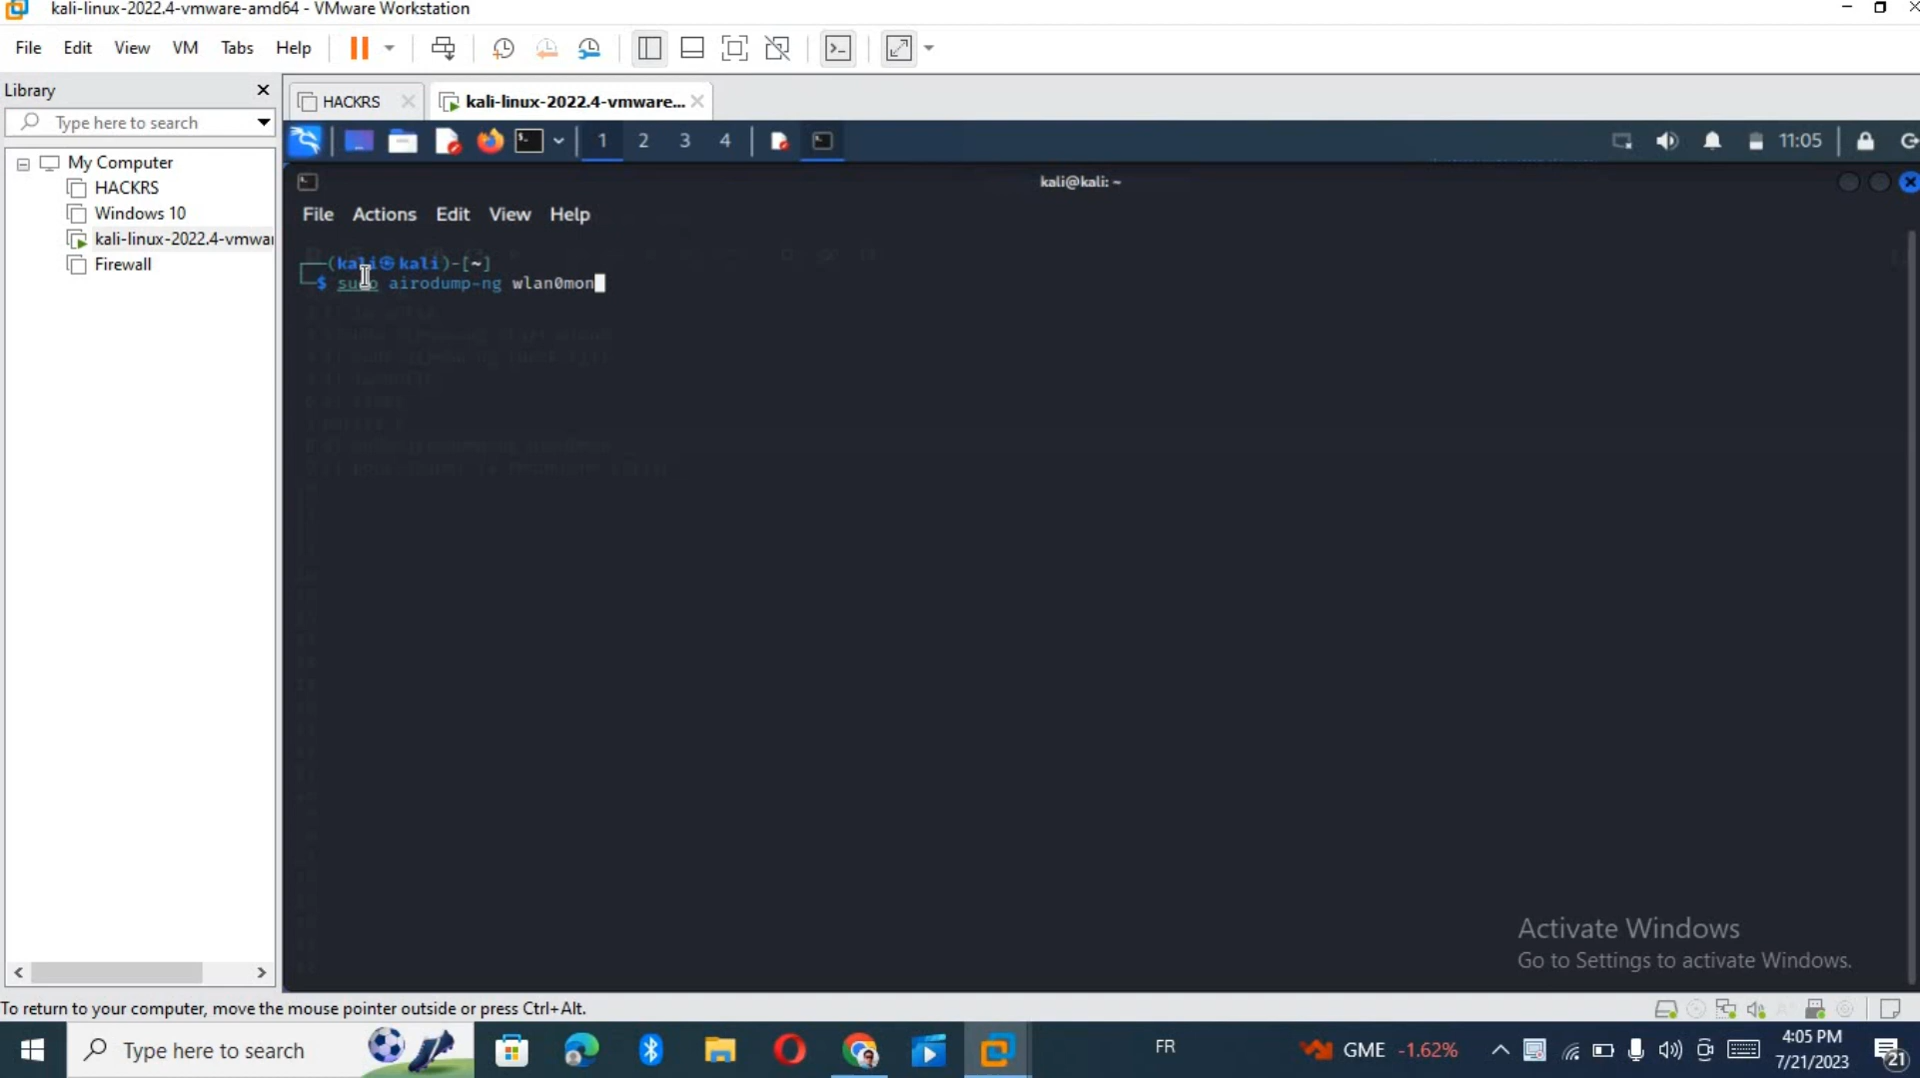 kali-linux-2022.4-vmware-amd64 - VMware Workstation
File Edit View VM Tabs Help
Library
Type here to search
My Computer
HACKRS
Windows 10
kali-linux-2022.4-vmwar
Firewall
HACKRS
kali-linux-2022.4-vmware...
1 2 3 4
11:05
kali@kali: ~
File Actions Edit View Help
(kali㉿kali)-[~]
$ sudo airodump-ng wlan0mon
Activate Windows
Go to Settings to activate Windows.
To return to your computer, move the mouse pointer outside or press Ctrl+Alt.
Type here to search
FR
GME -1.62%
4:05 PM
7/21/2023
21